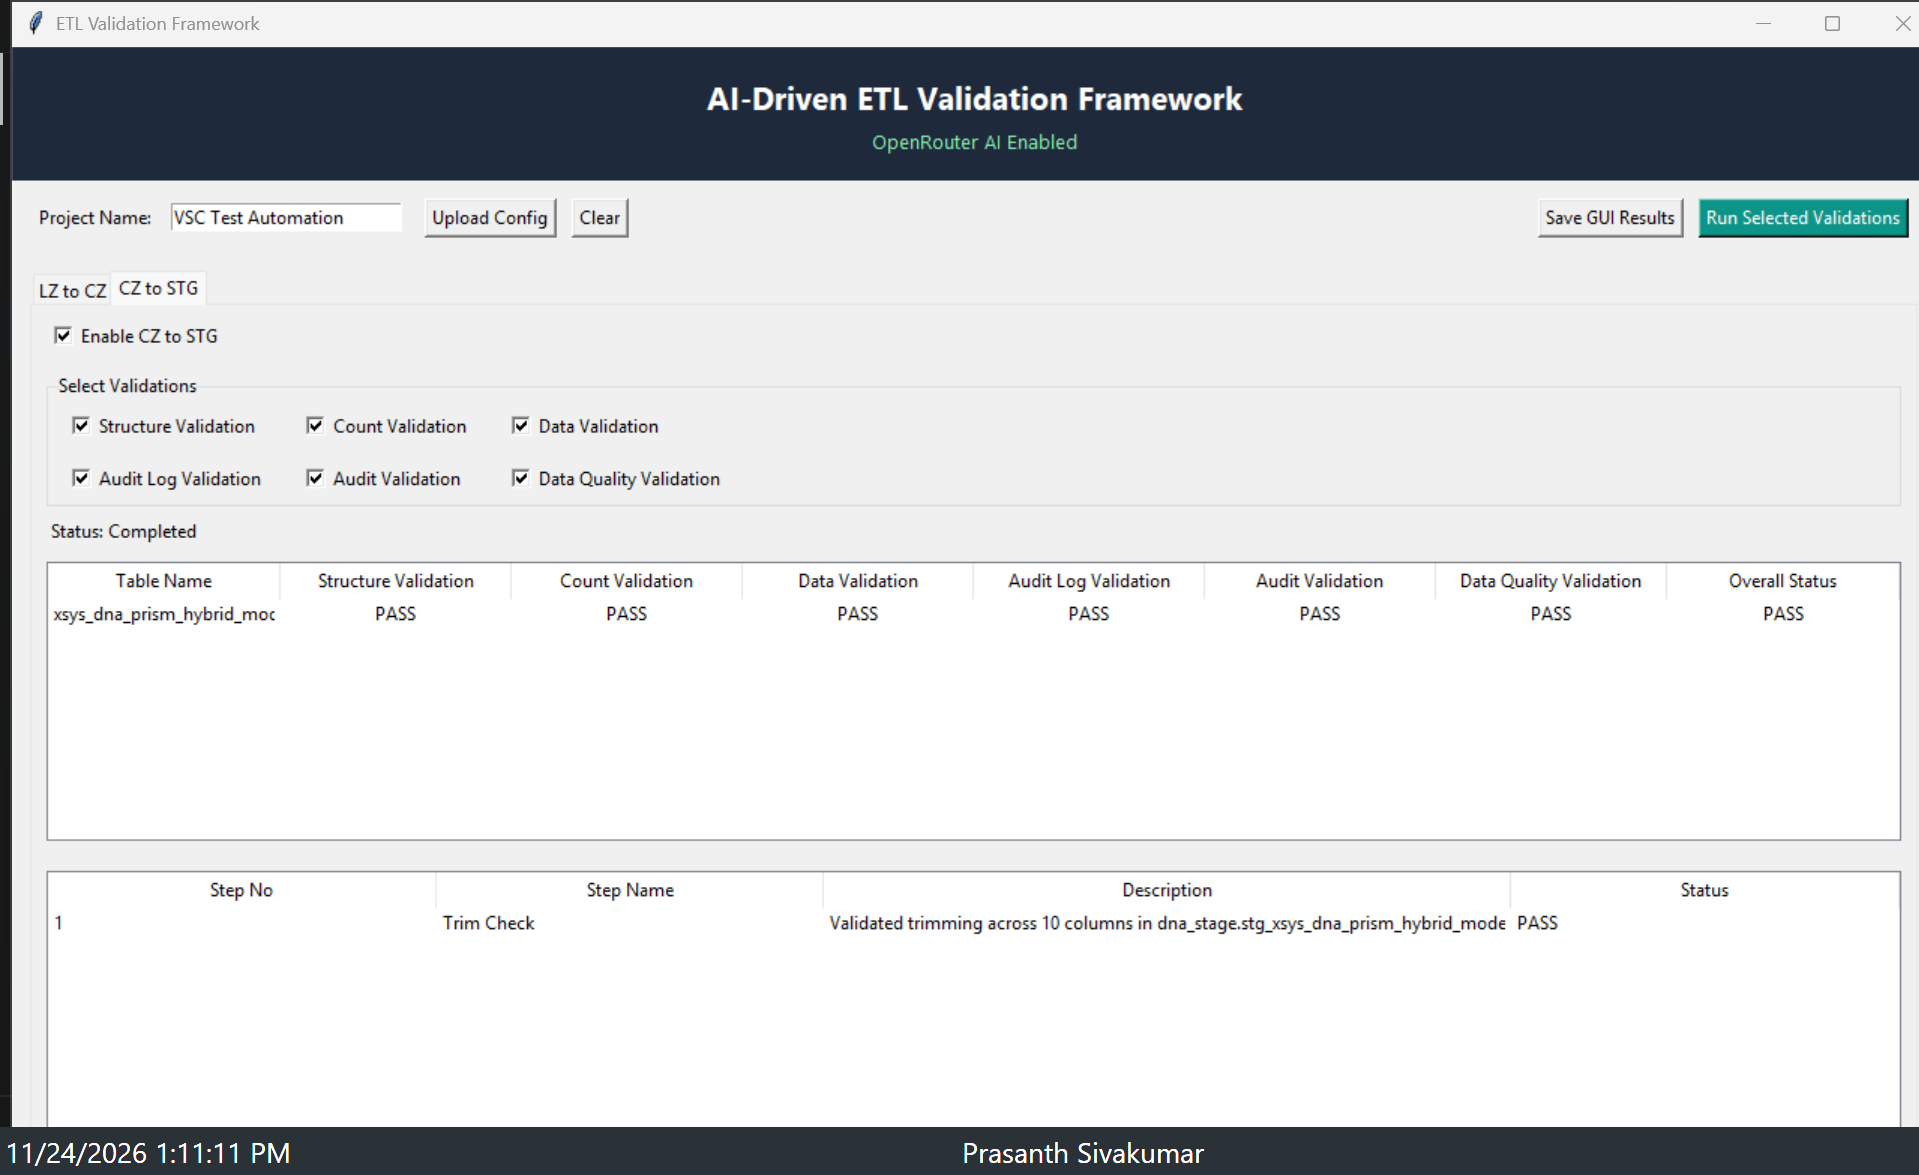 ETL Validation Framework
AI-Driven ETL Validation Framework
OpenRouter AI Enabled
Project Name: VSC Test Automation Upload Config Clear Save GUI Results Run Selected Validations
LZ to CZ CZ to STG
Enable CZ to STG
Select Validations
Structure Validation Count Validation Data Validation
Audit Log Validation Audit Validation Data Quality Validation
Status: Completed
Table Name Structure Validation Count Validation Data Validation Audit Log Validation Audit Validation Data Quality Validation Overall Status
xsys_dna_prism_hybrid_moc PASS PASS PASS PASS PASS PASS PASS
Step No Step Name Description Status
1 Trim Check Validated trimming across 10 columns in dna_stage.stg_xsys_dna_prism_hybrid_mode PASS
11/24/2026 1:11:11 PM Prasanth Sivakumar